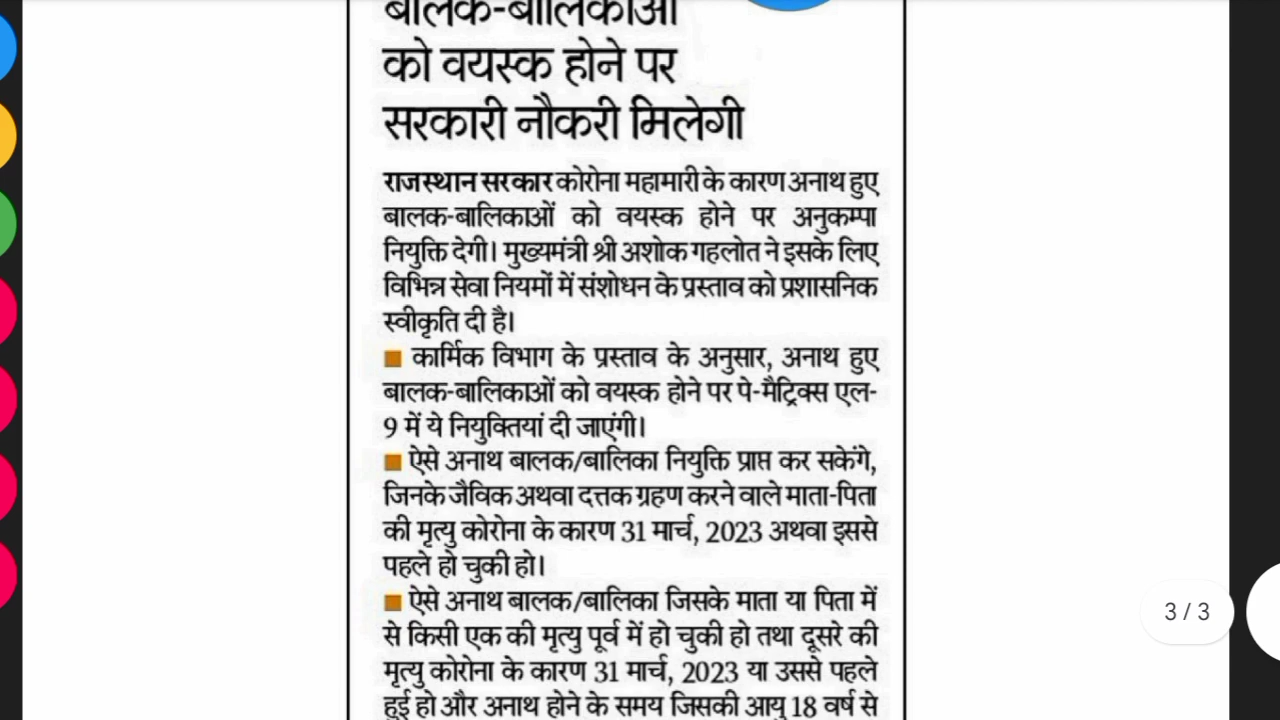 बालक-बालिकाओं
को वयस्क होने पर
सरकारी नौकरी मिलेगी
राजस्थान सरकार कोरोना महामारी के कारण अनाथ हुए
बालक-बालिकाओं को वयस्क होने पर अनुकम्पा
नियुक्ति देगी। मुख्यमंत्री श्री अशोक गहलोत ने इसके लिए
विभिन्न सेवा नियमों में संशोधन के प्रस्ताव को प्रशासनिक
स्वीकृति दी है।
■ कार्मिक विभाग के प्रस्ताव के अनुसार, अनाथ हुए
बालक-बालिकाओं को वयस्क होने पर पे-मैट्रिक्स एल-
9 में ये नियुक्तियां दी जाएंगी।
■ ऐसे अनाथ बालक/बालिका नियुक्ति प्राप्त कर सकेंगे,
जिनके जैविक अथवा दत्तक ग्रहण करने वाले माता-पिता
की मृत्यु कोरोना के कारण 31 मार्च, 2023 अथवा इससे
पहले हो चुकी हो।
■ ऐसे अनाथ बालक/बालिका जिसके माता या पिता में
से किसी एक की मृत्यु पूर्व में हो चुकी हो तथा दूसरे की
मृत्यु कोरोना के कारण 31 मार्च, 2023 या उससे पहले
हुई हो और अनाथ होने के समय जिसकी आयु 18 वर्ष से
3 / 3